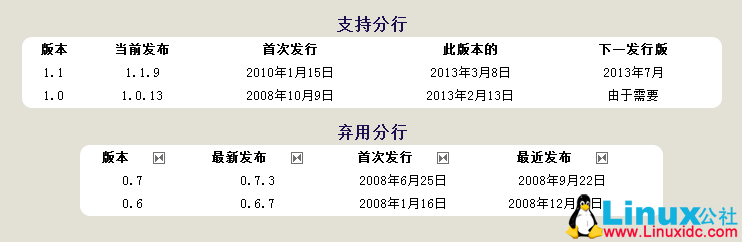 支持分行
版本 当前发布 首次发行 此版本的 下一发行版
1.1 1.1.9 2010年1月15日 2013年3月8日 2013年7月
1.0 1.0.13 2008年10月9日 2013年2月13日 由于需要
弃用分行
版本 最新发布 首次发行 最近发布
0.7 0.7.3 2008年6月25日 2008年9月22日
0.6 0.6.7 2008年1月16日 2008年12月 日
Linux公社
www.Linuxidc.com